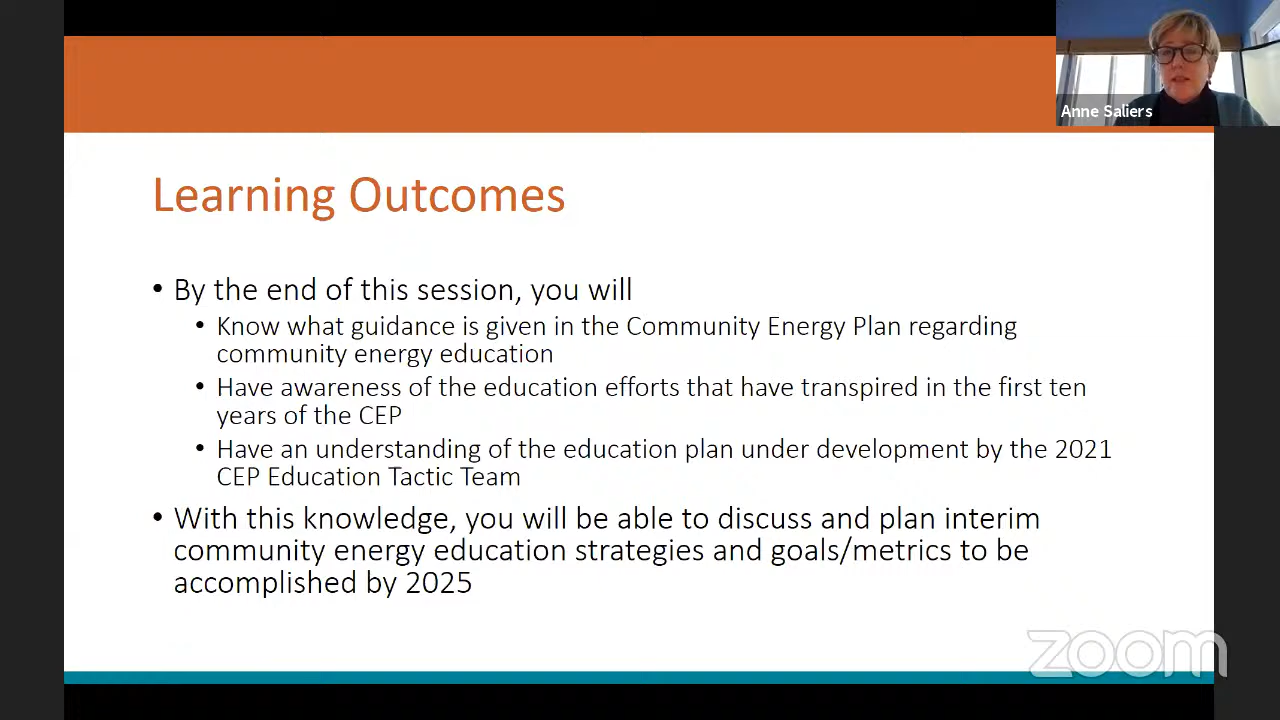 Anne Saliers
Learning Outcomes
• By the end of this session, you will
• Know what guidance is given in the Community Energy Plan regarding
community energy education
• Have awareness of the education efforts that have transpired in the first ten
years of the CEP
• Have an understanding of the education plan under development by the 2021
CEP Education Tactic Team
• With this knowledge, you will be able to discuss and plan interim
community energy education strategies and goals/metrics to be
accomplished by 2025
zoom